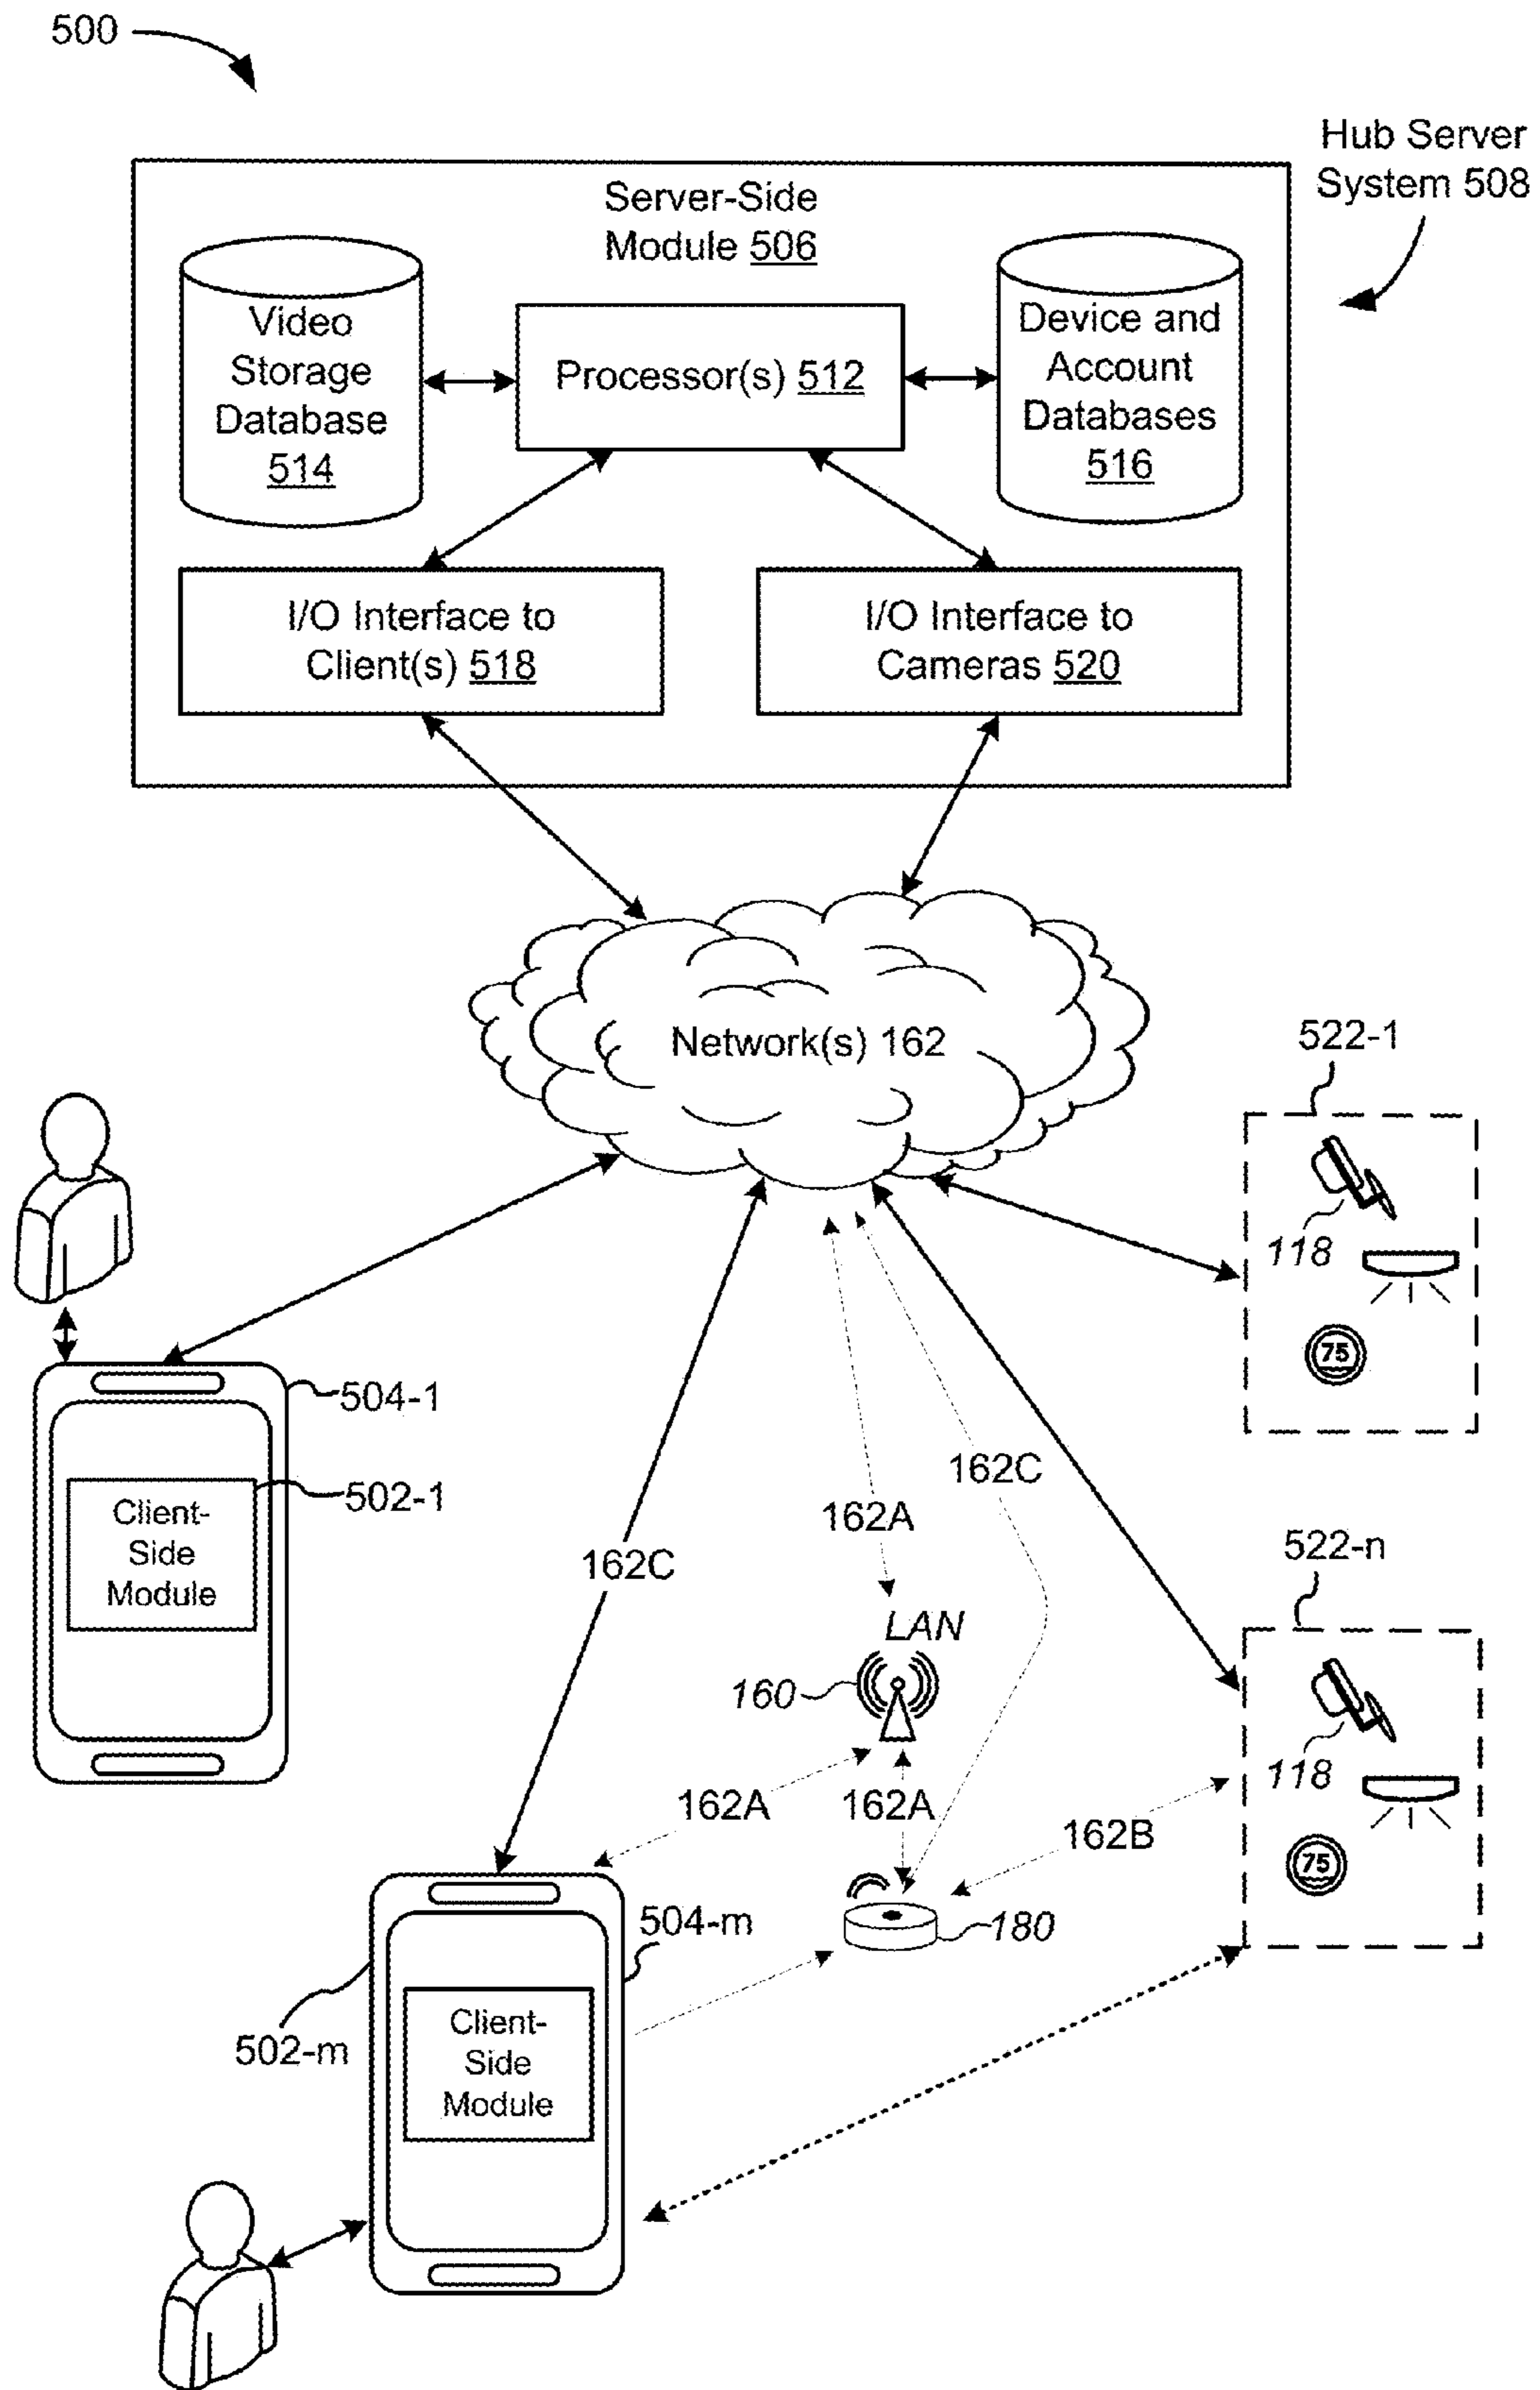 500
Hub Server
System 508
Server-Side
Module 506
Video
Storage
Database
514
Processor(s) 512
Device and
Account
Databases
516
I/O Interface to
Client(s) 518
I/O Interface to
Cameras 520
Network(s) 162
522-1
118
75
504-1
502-1
Client-
Side
Module
162C
162A
162C
LAN
160
162A
162A
162B
522-n
118
75
180
504-m
502-m
Client-
Side
Module